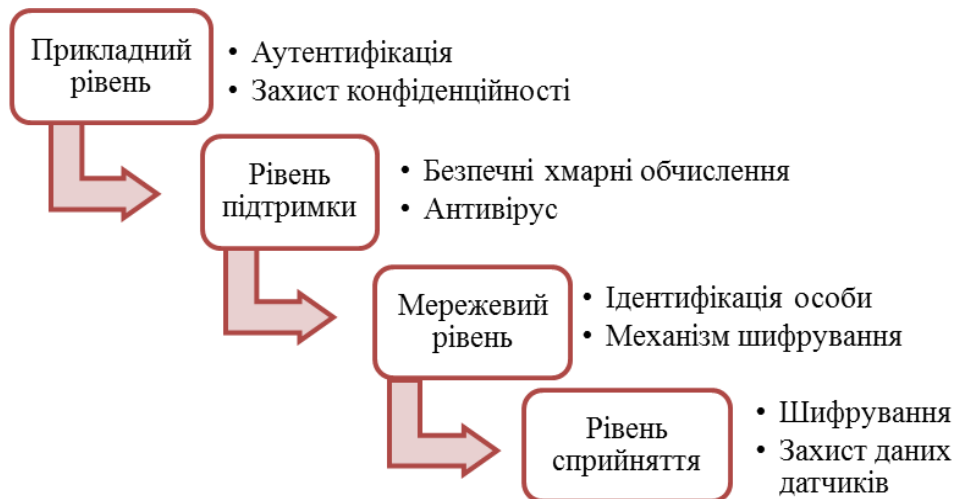 Прикладний
рівень
• Аутентифікація
• Захист конфіденційності
Рівень
підтримки
• Безпечні хмарні обчислення
• Антивірус
Мережевий
рівень
• Ідентифікація особи
• Механізм шифрування
Рівень
сприйняття
• Шифрування
• Захист даних
датчиків